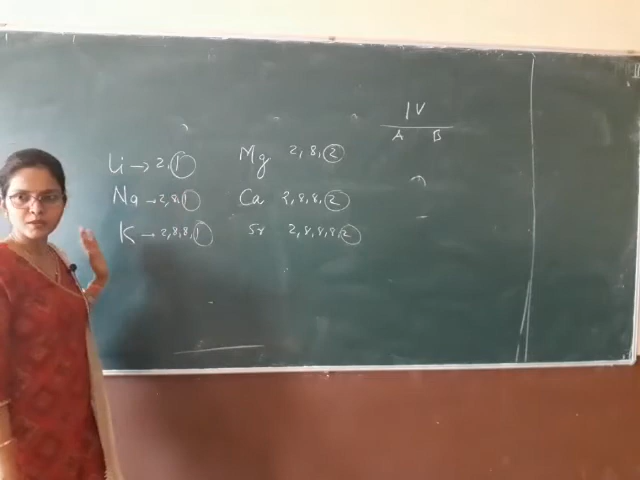 IV
A B
Li → 2, 1
Mg 2, 8, 2
Na → 2, 8, 1
Ca 2, 8, 8, 2
K → 2, 8, 8, 1
Sr 2, 8, 8, 8, 2